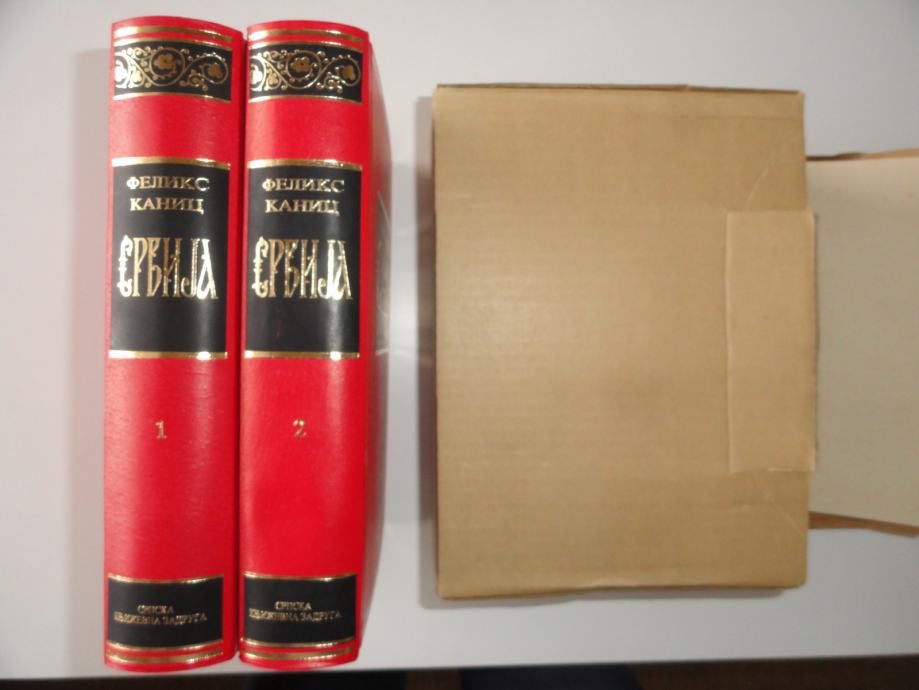 ФЕЛИКС
КАНИЦ
СРБИЈА
1
СРПСКА
КЊИЖЕВНА ЗАДРУГА
ФЕЛИКС
КАНИЦ
СРБИЈА
2
СРПСКА
КЊИЖЕВНА ЗАДРУГА